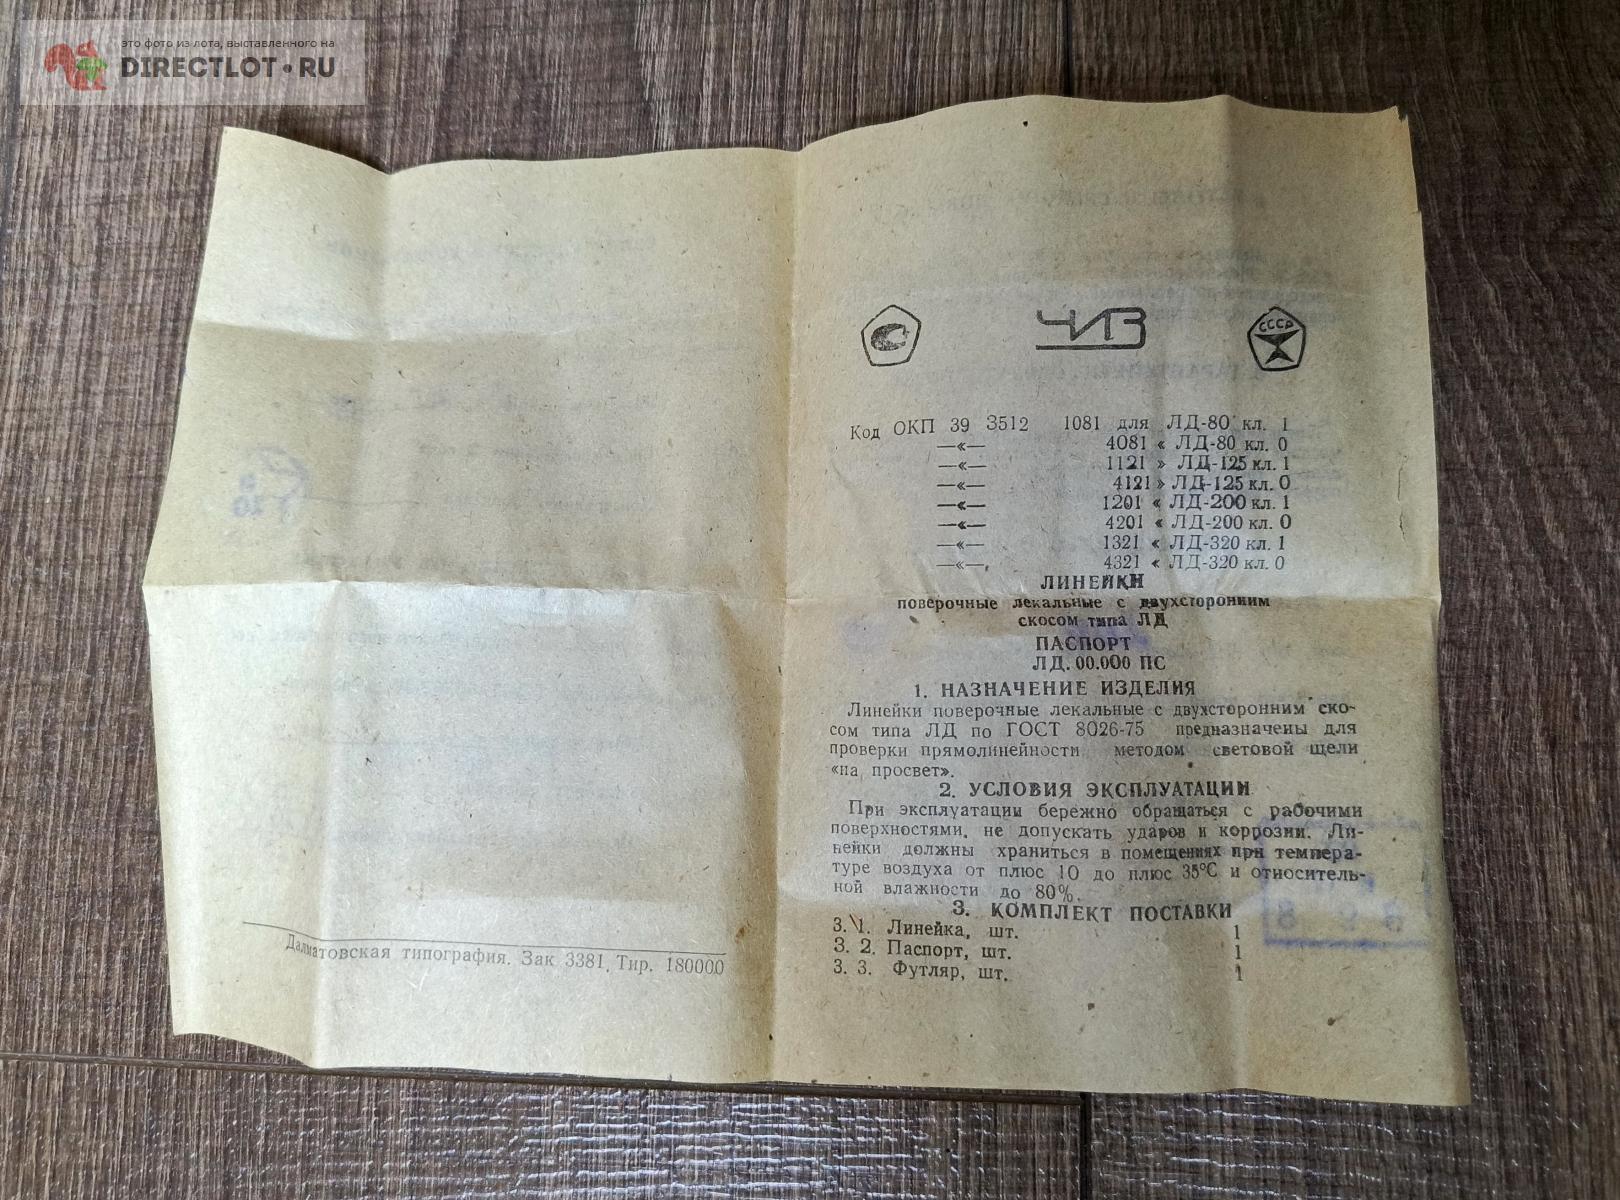 это фото из лота, выставленного на
DIRECTLOT.RU
ЧИЗ
СССР
Код ОКП 39 3512 1081 для ЛД-80 кл. 1
—«— 4081 « ЛД-80 кл. 0
—«— 1121 » ЛД-125 кл. 1
—«— 4121 » ЛД-125 кл. 0
—«— 1201 « ЛД-200 кл. 1
—«— 4201 « ЛД-200 кл. 0
—«— 1321 « ЛД-320 кл. 1
—«—, 4321 « ЛД-320 кл. 0
ЛИНЕЙКИ
поверочные лекальные с двухсторонним
скосом типа ЛД
ПАСПОРТ
ЛД. 00.000 ПС
1. НАЗНАЧЕНИЕ ИЗДЕЛИЯ
Линейки поверочные лекальные с двухсторонним ско-
сом типа ЛД по ГОСТ 8026-75 предназначены для
проверки прямолинейности методом световой щели
«на просвет».
2. УСЛОВИЯ ЭКСПЛУАТАЦИИ
При эксплуатации бережно обращаться с рабочими
поверхностями, не допускать ударов и коррозии. Ли-
нейки должны храниться в помещениях при темпера-
туре воздуха от плюс 10 до плюс 35°С и относитель-
ной влажности до 80%.
3. КОМПЛЕКТ ПОСТАВКИ
3. 1. Линейка, шт. 1
3. 2. Паспорт, шт. 1
3. 3. Футляр, шт. 1
Далматовская типография. Зак 3381. Тир. 180000